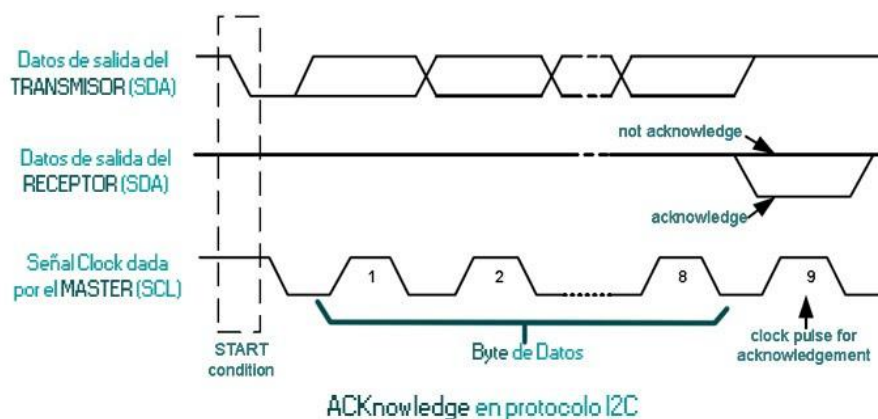 Datos de salida del
TRANSMISOR (SDA)
not acknowledge
Datos de salida del
RECEPTOR (SDA)
acknowledge
Señal Clock dada
por el MASTER (SCL)
1
2
8
9
START
condition
Byte de Datos
clock pulse for
acknowledgement
ACKnowledge en protocolo I2C